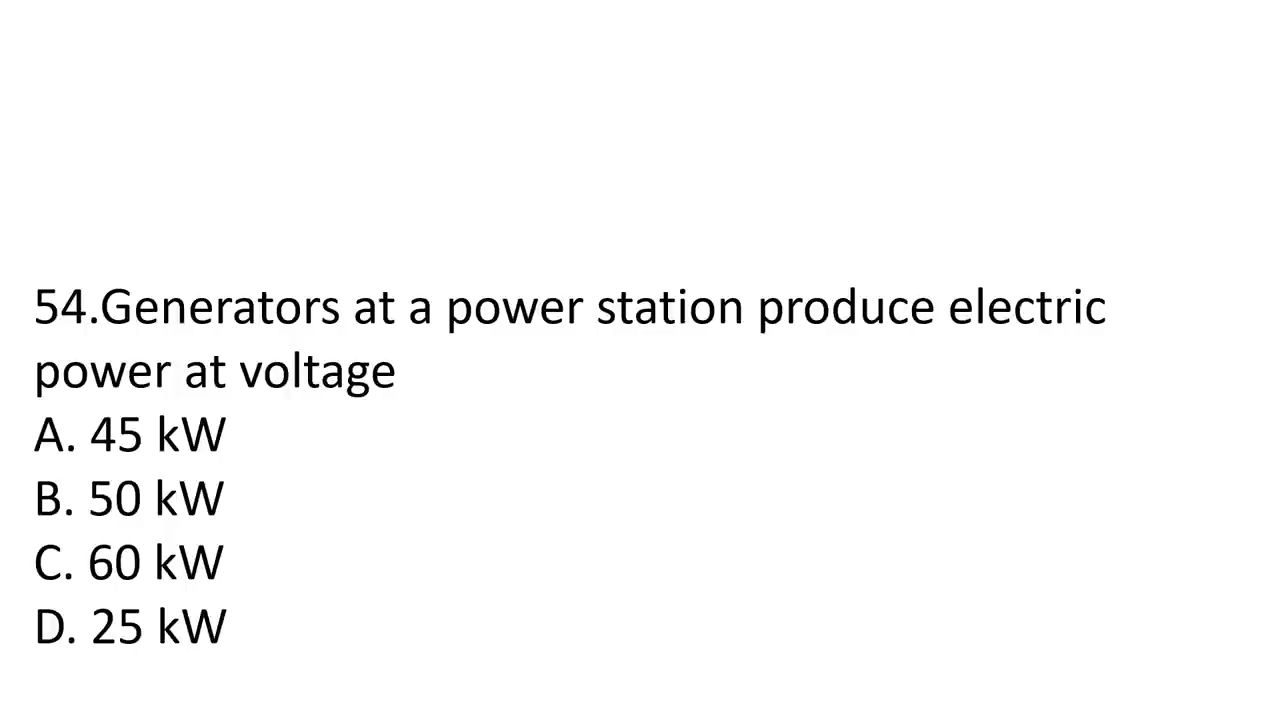 54.Generators at a power station produce electric
power at voltage
A. 45 kW
B. 50 kW
C. 60 kW
D. 25 kW